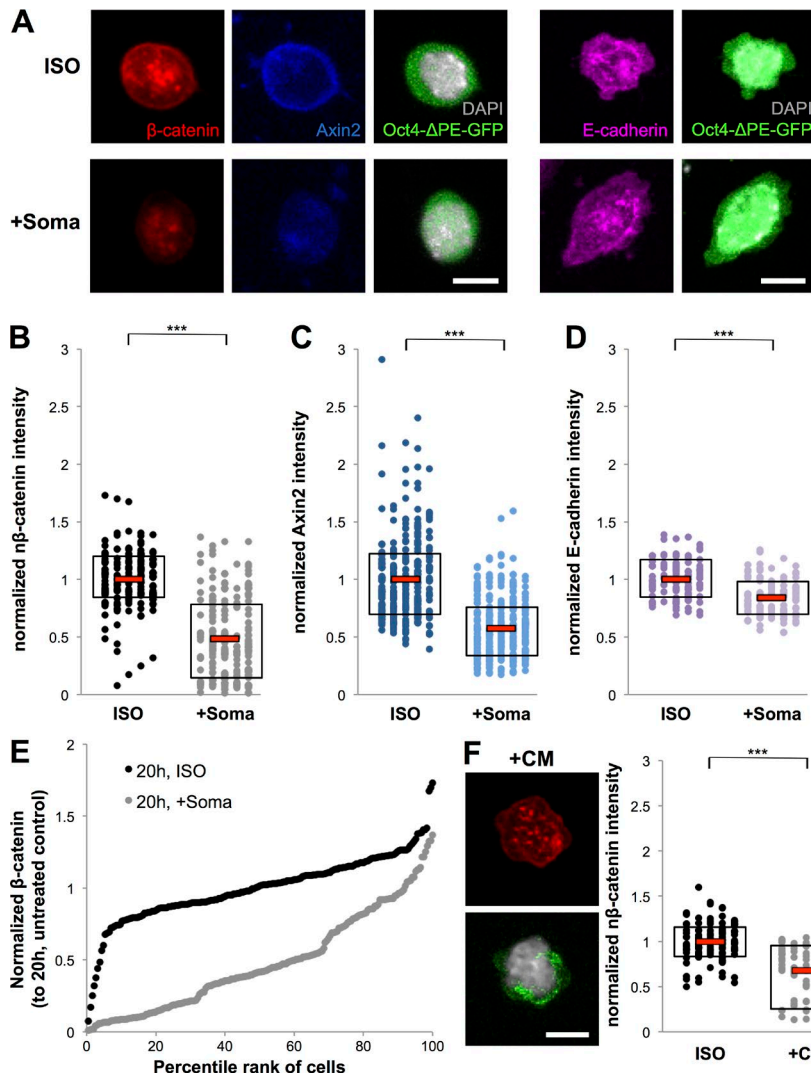 A
ISO
β-catenin
Axin2
DAPI
Oct4-ΔPE-GFP
E-cadherin
DAPI
Oct4-ΔPE-GFP
+Soma
B
***
normalized nβ-catenin intensity
3
2.5
2
1.5
1
0.5
0
ISO
+Soma
C
***
normalized Axin2 intensity
3
2.5
2
1.5
1
0.5
0
ISO
+Soma
D
***
normalized E-cadherin intensity
3
2.5
2
1.5
1
0.5
0
ISO
+Soma
E
20h, ISO
20h, +Soma
Normalized β-catenin
(to 20h, untreated control)
2
1.5
1
0.5
0
0
20
40
60
80
100
Percentile rank of cells
F
+CM
***
normalized nβ-catenin intensity
3
2.5
2
1.5
1
0.5
0
ISO
+C